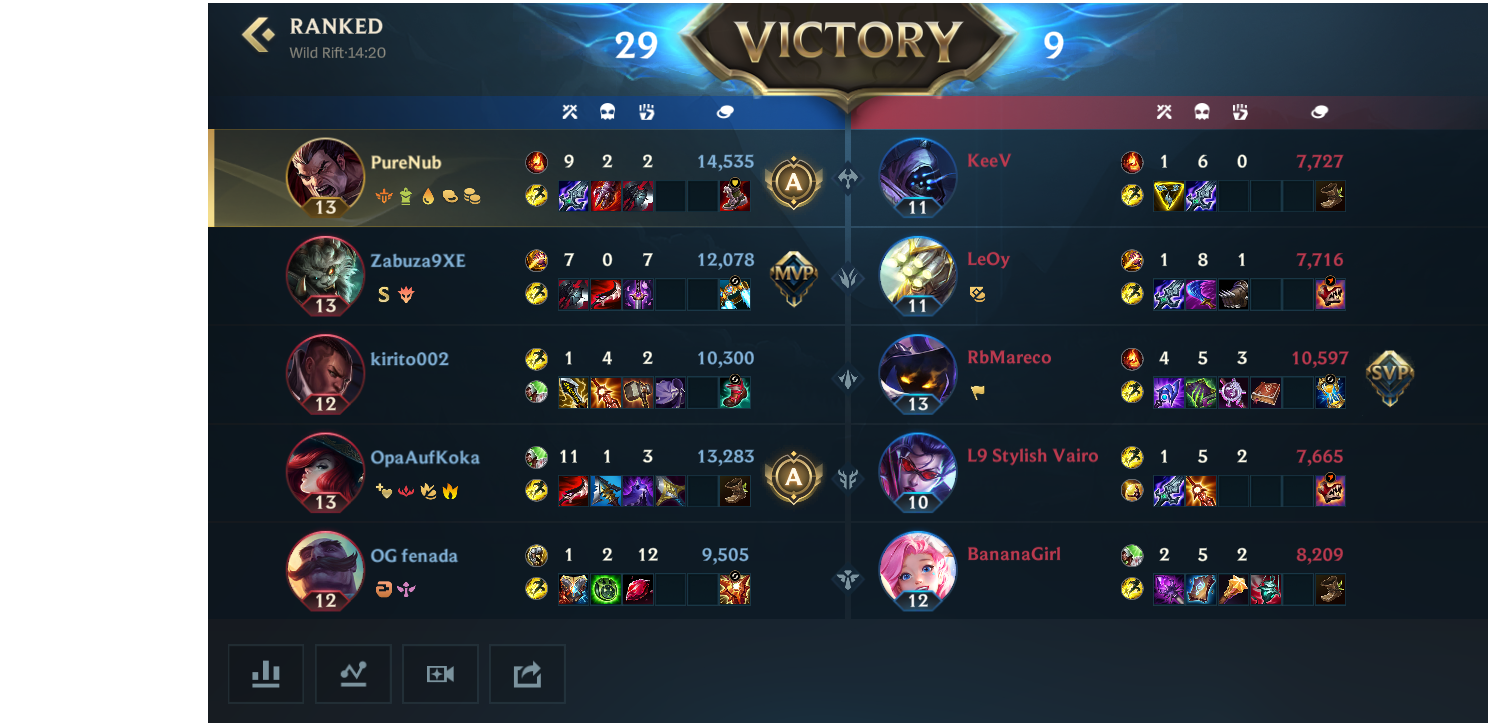 RANKED
Wild Rift·14:20
29 VICTORY 9
PureNub 9 2 2 14,535 A
13
KeeV 1 6 0 7,727
11
Zabuza9XE 7 0 7 12,078 MVP
S
13
LeOy 1 8 1 7,716
11
kirito002 1 4 2 10,300
12
RbMareco 4 5 3 10,597 SVP
13
OpaAufKoka 11 1 3 13,283 A
13
L9 Stylish Vairo 1 5 2 7,665
10
OG fenada 1 2 12 9,505
12
BananaGirl 2 5 2 8,209
12